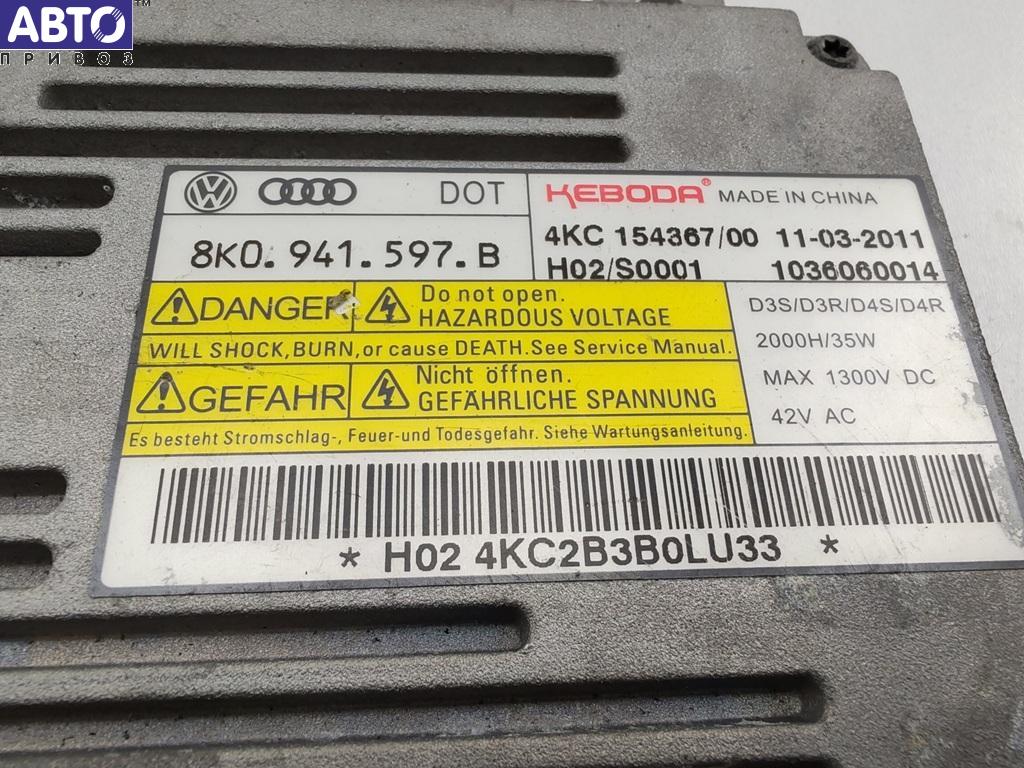 АВТО™
ПРИВОЗ
DOT
KEBODA® MADE IN CHINA
8K0.941.597.B
4KC 154367/00 11-03-2011
H02/S0001 1036060014
DANGER
Do not open.
HAZARDOUS VOLTAGE
WILL SHOCK,BURN,or cause DEATH.See Service Manual.
GEFAHR
Nicht öffnen.
GEFÄHRLICHE SPANNUNG
Es besteht Stromschlag-, Feuer-und Todesgefahr. Siehe Wartungsanleitung.
D3S/D3R/D4S/D4R
2000H/35W
MAX 1300V DC
42V AC
* H02 4KC2B3B0LU33 *